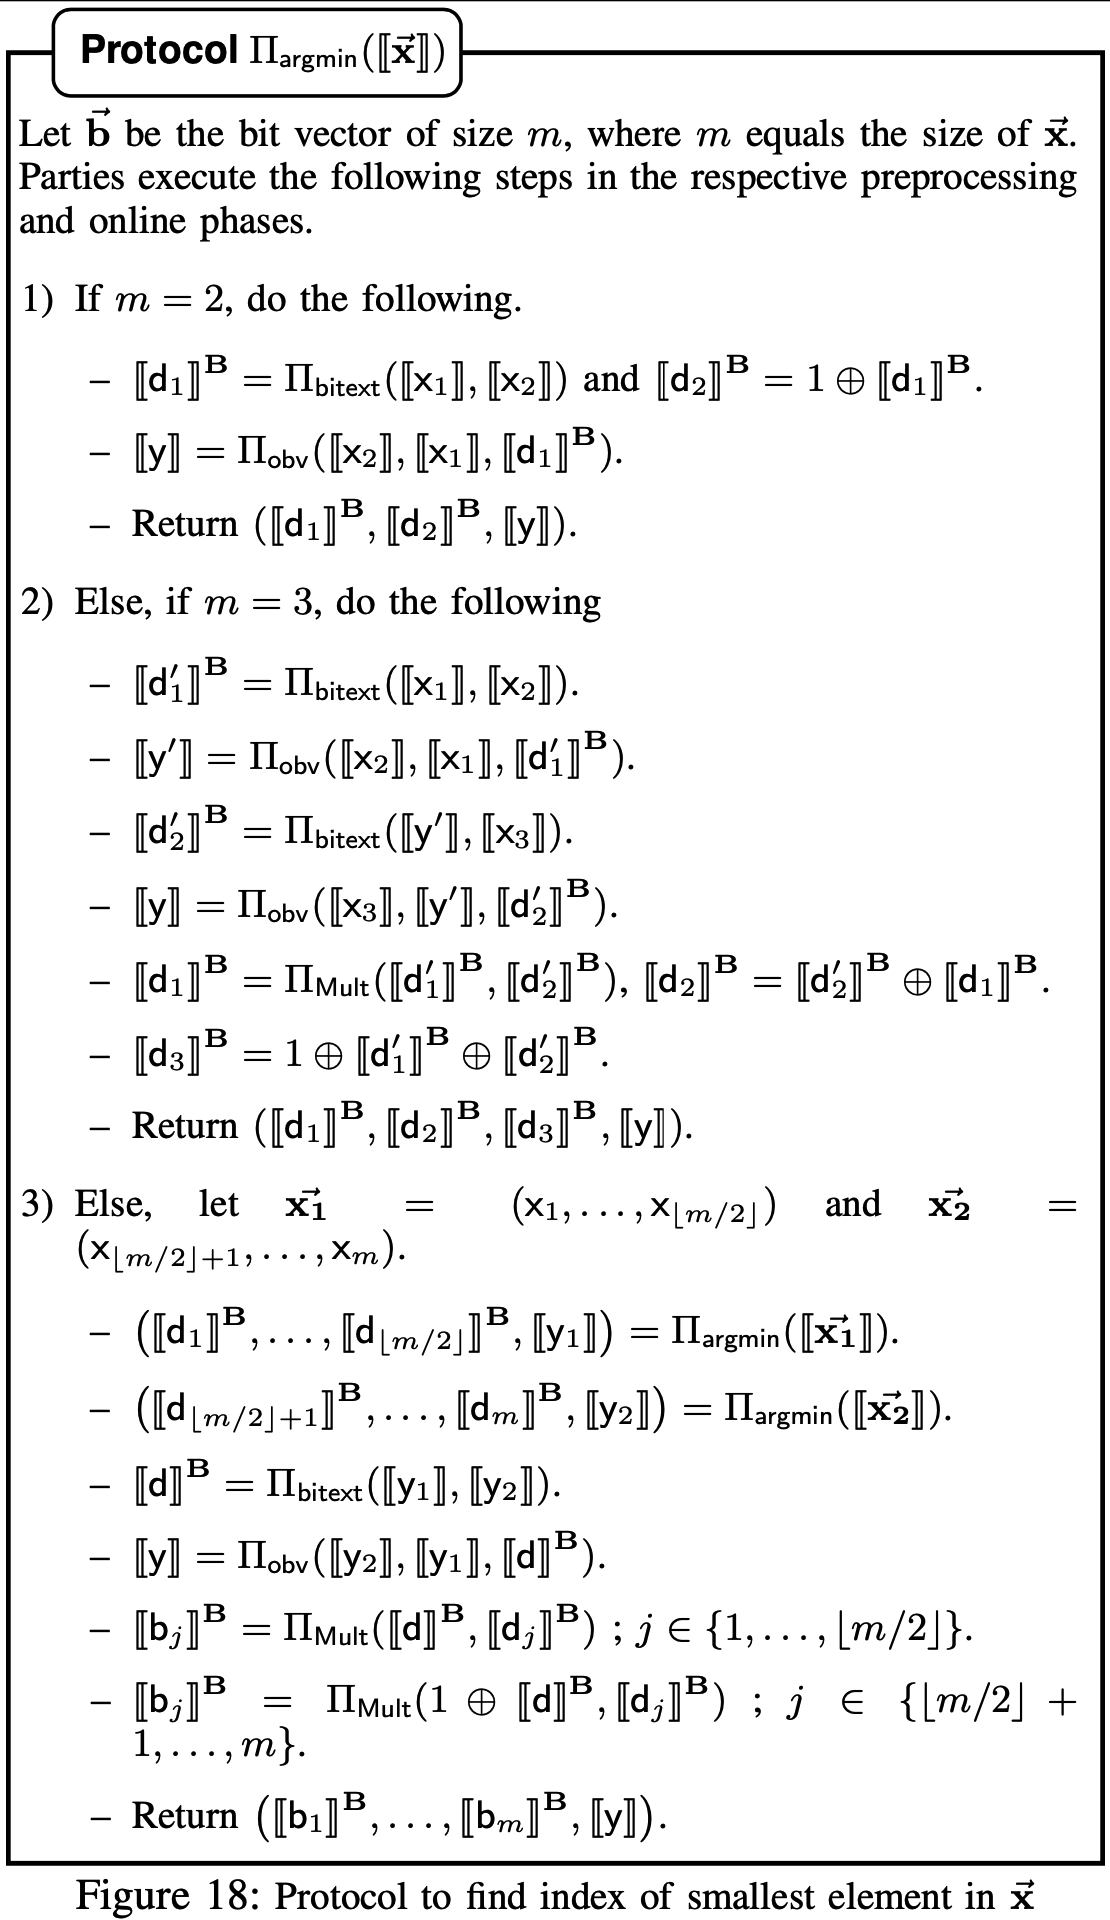 Protocol Π_argmin(⟦x⃗⟧)
Let b⃗ be the bit vector of size m, where m equals the size of x⃗.
Parties execute the following steps in the respective preprocessing
and online phases.
1) If m = 2, do the following.
– ⟦d₁⟧^B = Π_bitext(⟦x₁⟧, ⟦x₂⟧) and ⟦d₂⟧^B = 1 ⊕ ⟦d₁⟧^B.
– ⟦y⟧ = Π_obv(⟦x₂⟧, ⟦x₁⟧, ⟦d₁⟧^B).
– Return (⟦d₁⟧^B, ⟦d₂⟧^B, ⟦y⟧).
2) Else, if m = 3, do the following
– ⟦d′₁⟧^B = Π_bitext(⟦x₁⟧, ⟦x₂⟧).
– ⟦y′⟧ = Π_obv(⟦x₂⟧, ⟦x₁⟧, ⟦d′₁⟧^B).
– ⟦d′₂⟧^B = Π_bitext(⟦y′⟧, ⟦x₃⟧).
– ⟦y⟧ = Π_obv(⟦x₃⟧, ⟦y′⟧, ⟦d′₂⟧^B).
– ⟦d₁⟧^B = Π_Mult(⟦d′₁⟧^B, ⟦d′₂⟧^B), ⟦d₂⟧^B = ⟦d′₂⟧^B ⊕ ⟦d₁⟧^B.
– ⟦d₃⟧^B = 1 ⊕ ⟦d′₁⟧^B ⊕ ⟦d′₂⟧^B.
– Return (⟦d₁⟧^B, ⟦d₂⟧^B, ⟦d₃⟧^B, ⟦y⟧).
3) Else, let x⃗₁ = (x₁, . . . , x_⌊m/2⌋) and x⃗₂ =
(x_⌊m/2⌋+1, . . . , x_m).
– (⟦d₁⟧^B, . . . , ⟦d_⌊m/2⌋⟧^B, ⟦y₁⟧) = Π_argmin(⟦x⃗₁⟧).
– (⟦d_⌊m/2⌋+1⟧^B, . . . , ⟦d_m⟧^B, ⟦y₂⟧) = Π_argmin(⟦x⃗₂⟧).
– ⟦d⟧^B = Π_bitext(⟦y₁⟧, ⟦y₂⟧).
– ⟦y⟧ = Π_obv(⟦y₂⟧, ⟦y₁⟧, ⟦d⟧^B).
– ⟦b_j⟧^B = Π_Mult(⟦d⟧^B, ⟦d_j⟧^B) ; j ∈ {1, . . . , ⌊m/2⌋}.
– ⟦b_j⟧^B = Π_Mult(1 ⊕ ⟦d⟧^B, ⟦d_j⟧^B) ; j ∈ {⌊m/2⌋ +
1, . . . , m}.
– Return (⟦b₁⟧^B, . . . , ⟦b_m⟧^B, ⟦y⟧).
Figure 18: Protocol to find index of smallest element in x⃗